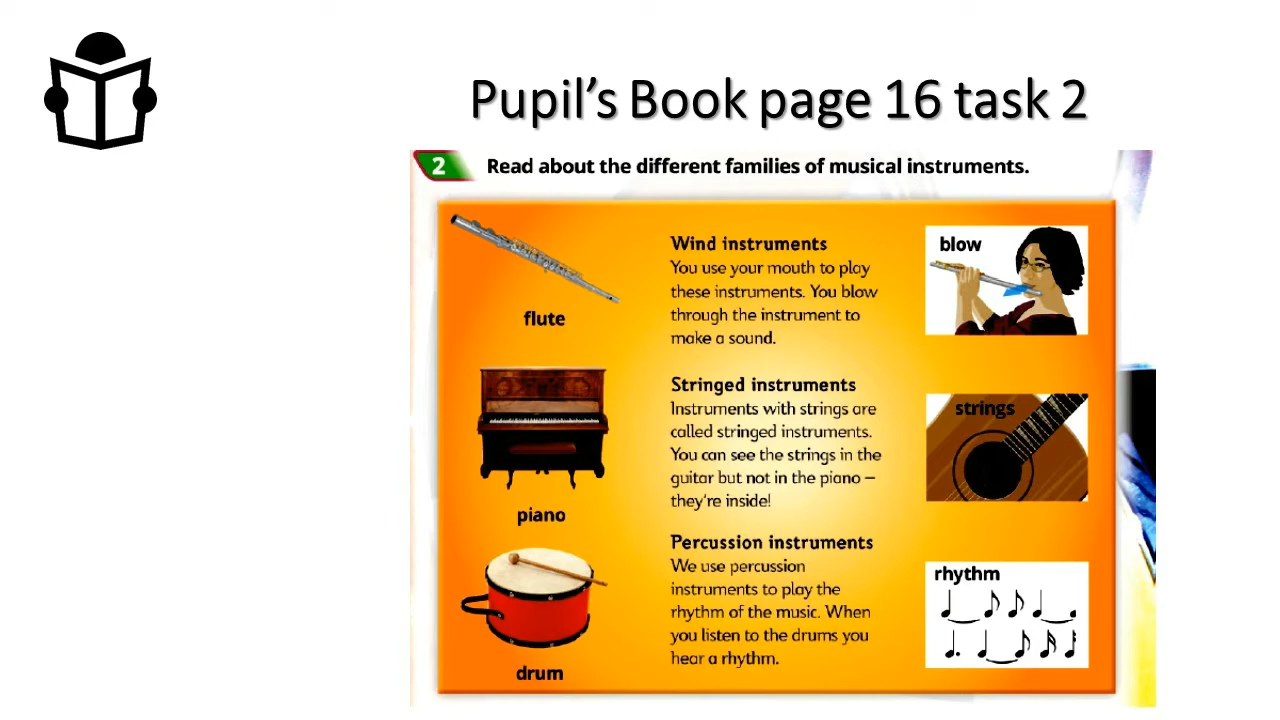 Pupil's Book page 16 task 2
2 Read about the different families of musical instruments.
flute
Wind instruments
You use your mouth to play
these instruments. You blow
through the instrument to
make a sound.
blow
piano
Stringed instruments
Instruments with strings are
called stringed instruments.
You can see the strings in the
guitar but not in the piano –
they're inside!
strings
drum
Percussion instruments
We use percussion
instruments to play the
rhythm of the music. When
you listen to the drums you
hear a rhythm.
rhythm